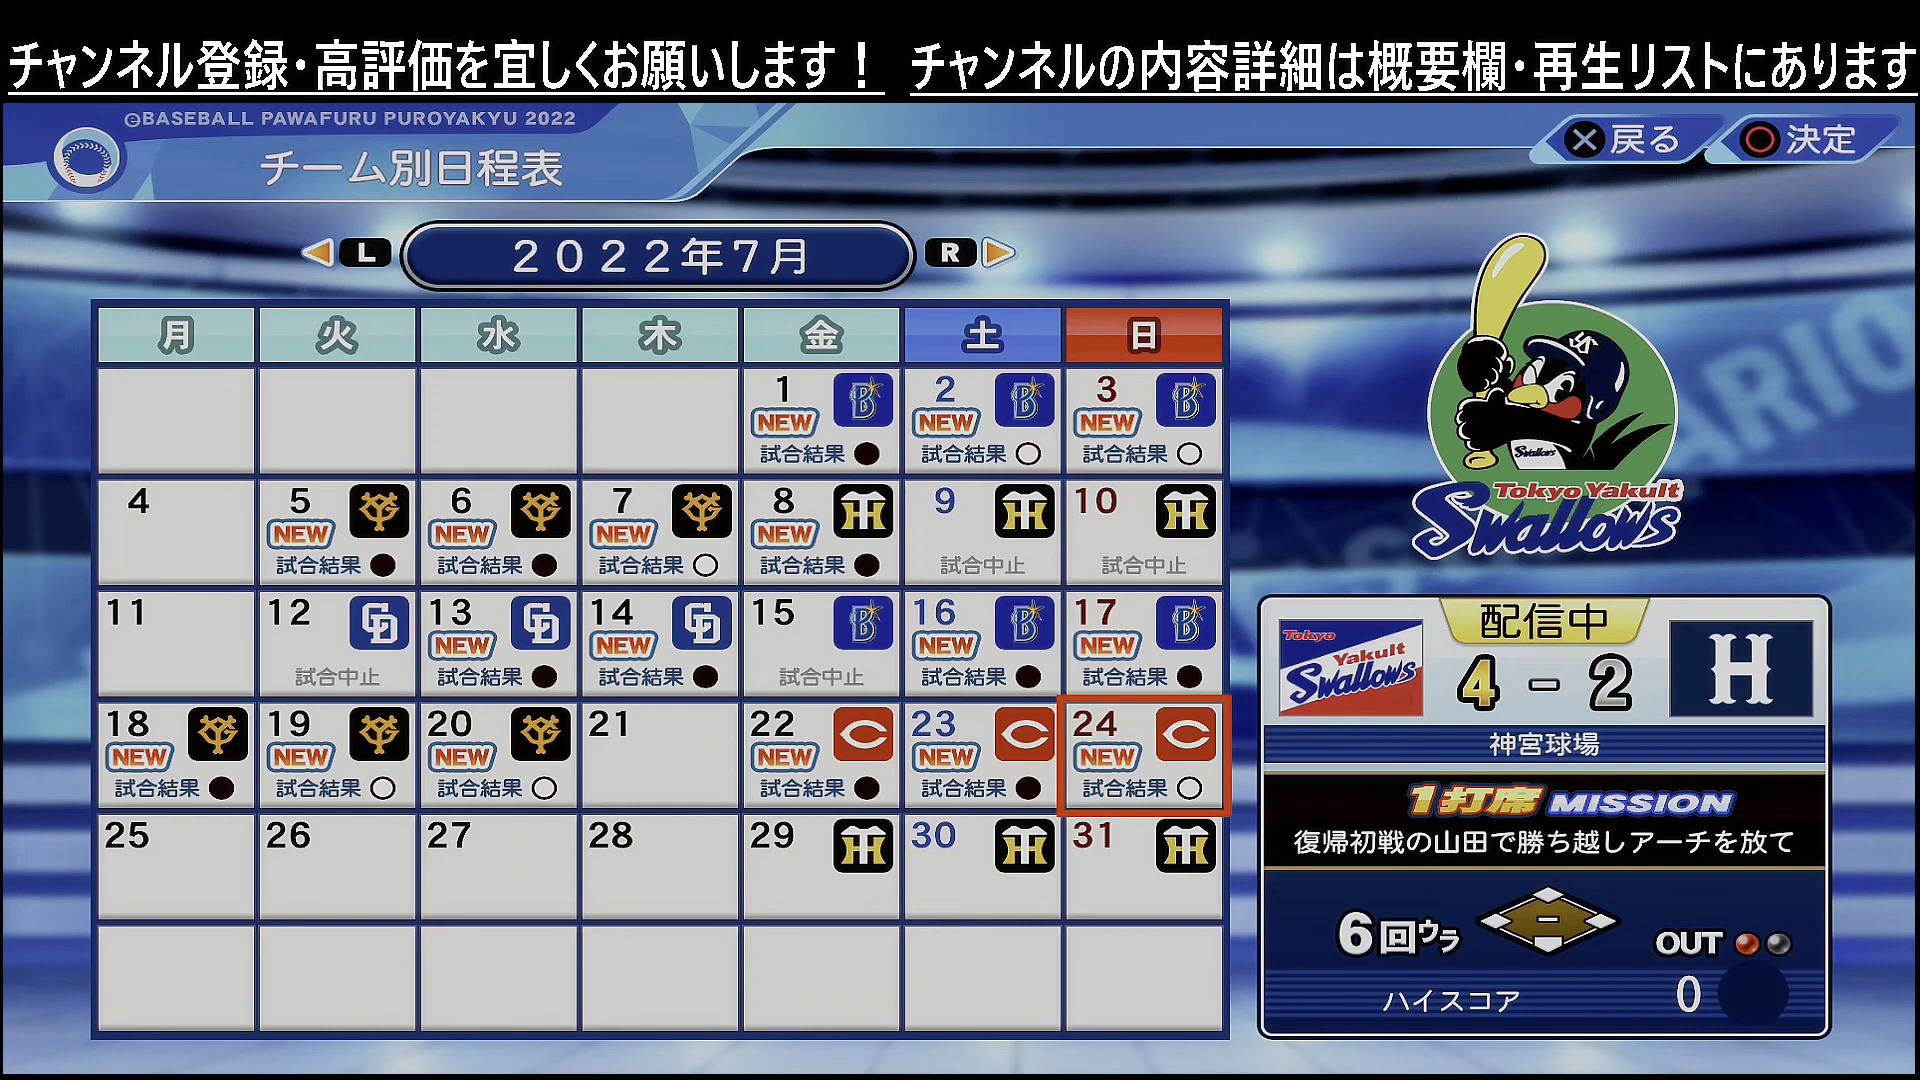 チャンネル登録・高評価を宜しくお願いします！ チャンネルの内容詳細は概要欄・再生リストにあります
eBASEBALL PAWAFURU PUROYAKYU 2022
チーム別日程表
戻る 決定
L 2022年7月 R
月 火 水 木 金 土 日
1 NEW 試合結果 ● 2 NEW 試合結果 ○ 3 NEW 試合結果 ○
4 5 NEW 試合結果 ● 6 NEW 試合結果 ● 7 NEW 試合結果 ○ 8 NEW 試合結果 ● 9 試合中止 10 試合中止
11 12 試合中止 13 NEW 試合結果 ● 14 NEW 試合結果 ● 15 試合中止 16 NEW 試合結果 ● 17 NEW 試合結果 ●
18 NEW 試合結果 ● 19 NEW 試合結果 ○ 20 NEW 試合結果 ○ 21 22 NEW 試合結果 ● 23 NEW 試合結果 ● 24 NEW 試合結果 ○
25 26 27 28 29 30 31
Swallows
Tokyo Yakult
Swallows
配信中
Tokyo Yakult Swallows 4 - 2 H
神宮球場
1打席 MISSION
復帰初戦の山田で勝ち越しアーチを放て
6回ウラ OUT
ハイスコア 0